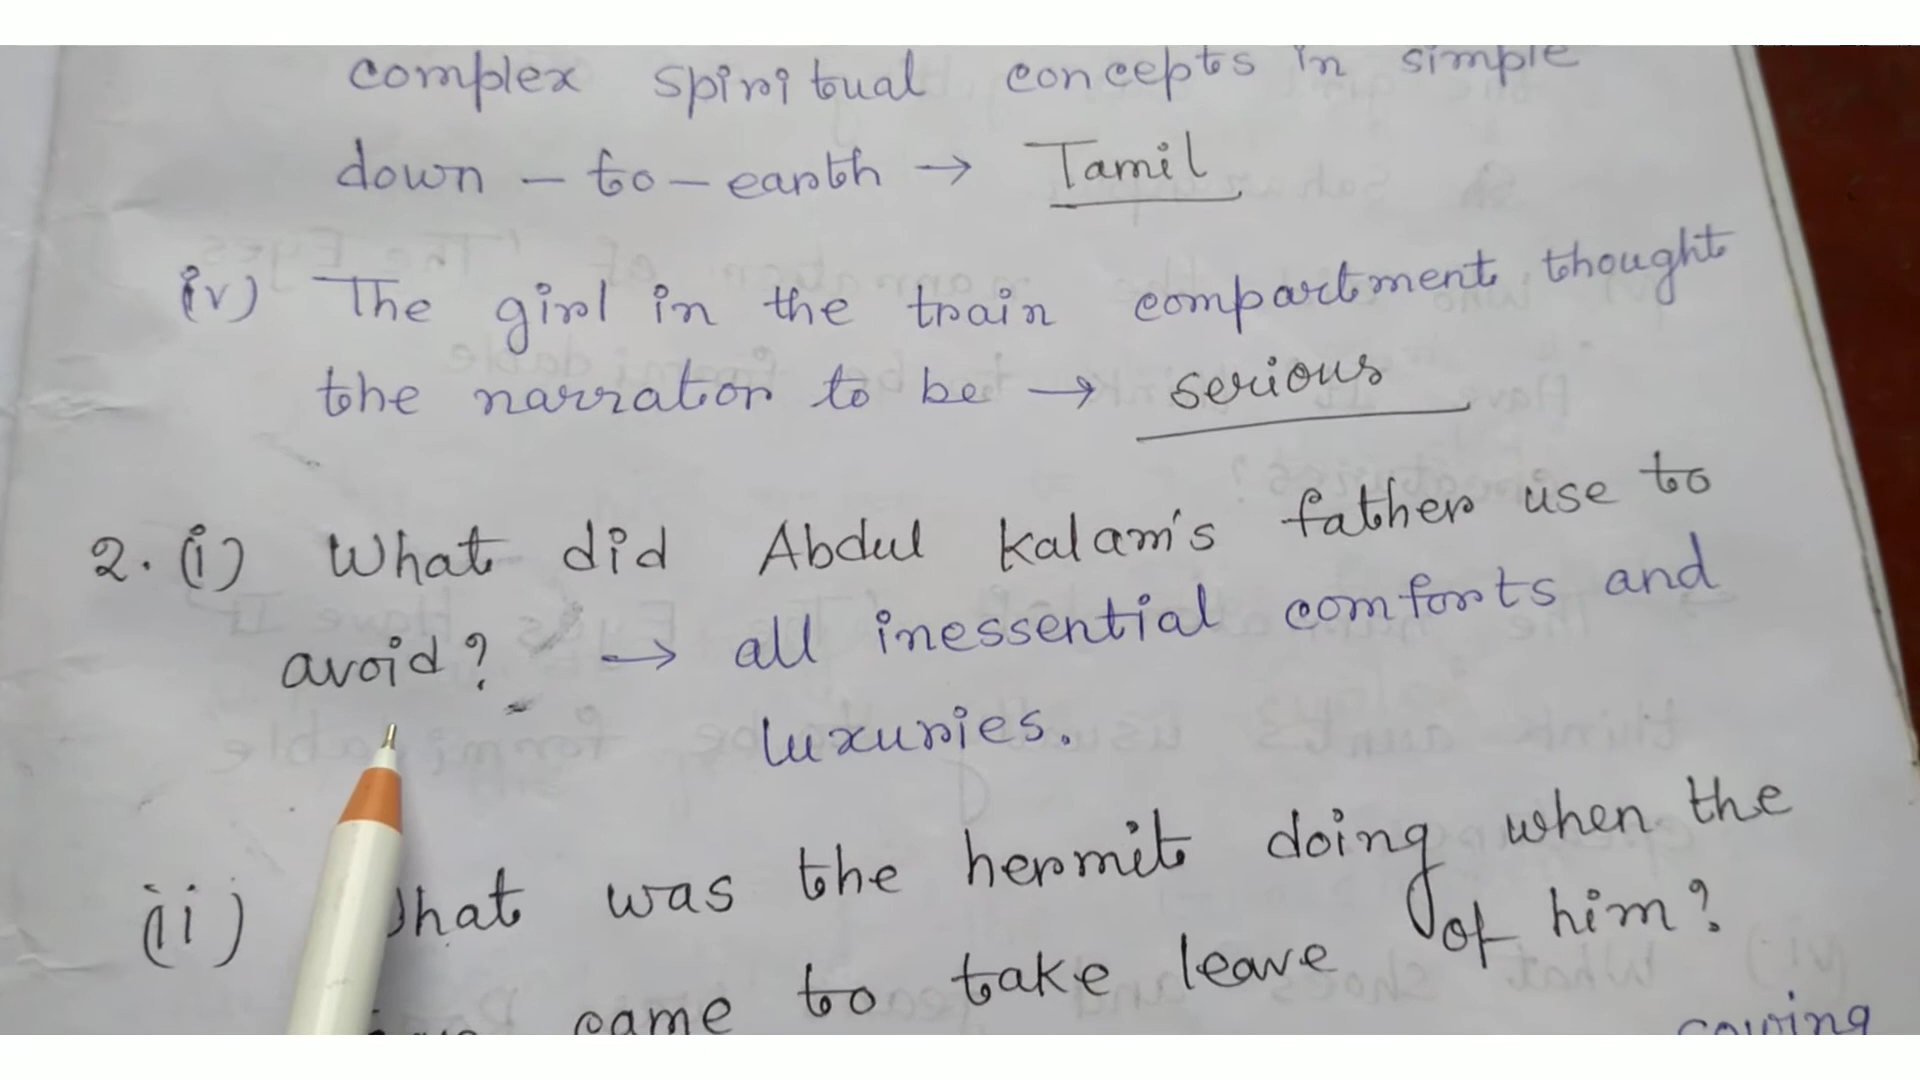 complex spiritual concepts in simple
down - to - earth → Tamil
(iv) The girl in the train compartment thought
the narrator to be → serious
2. (i) What did Abdul Kalam's father use to
avoid? → all inessential comforts and
luxuries.
(ii) hat was the hermit doing when the
came to take leave of him?
sowing